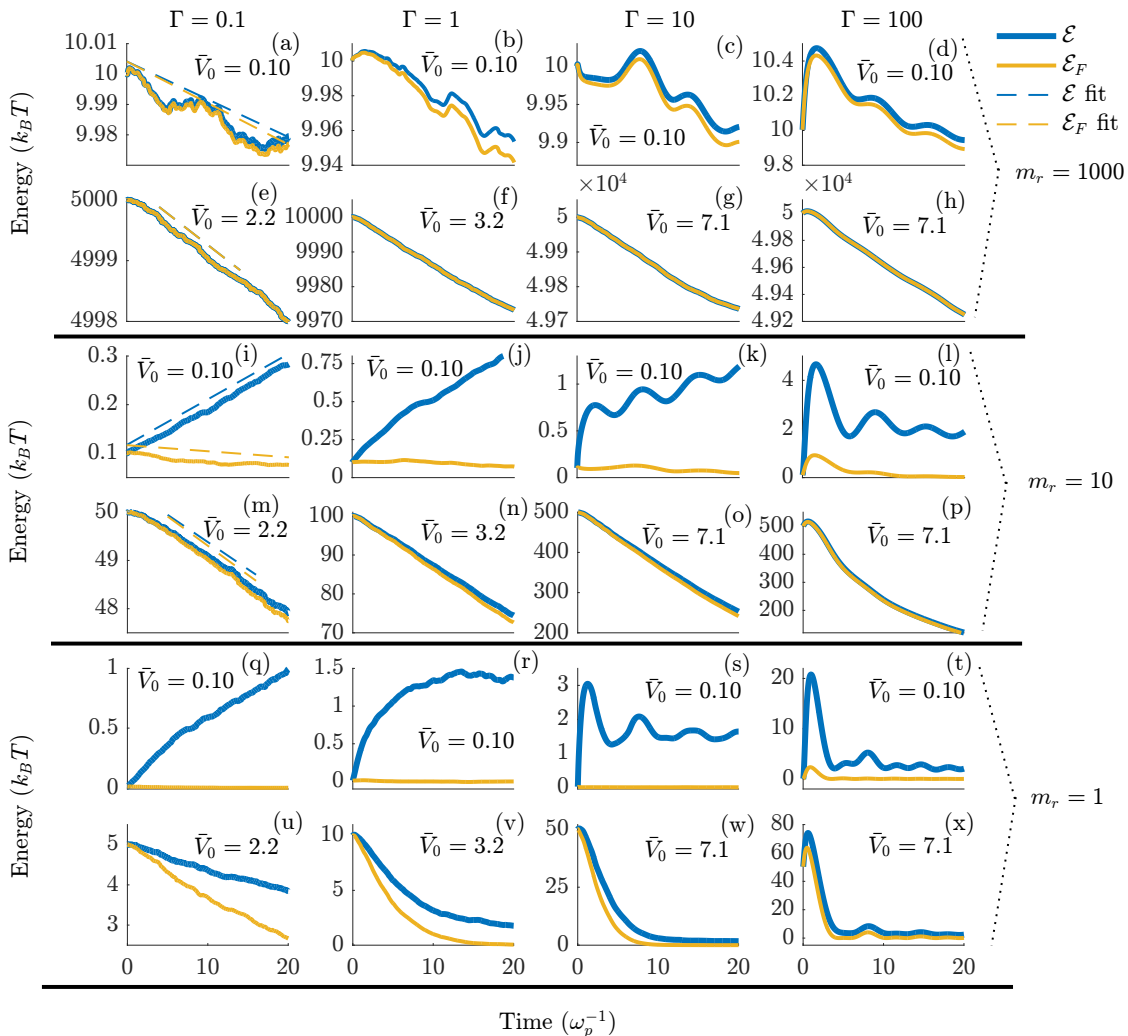 Γ = 0.1 Γ = 1 Γ = 10 Γ = 100
ℰ
ℰ_F
ℰ fit
ℰ_F fit
Energy (k_BT)
(a) V̄₀ = 0.10
10.01
10
9.99
9.98
(b) V̄₀ = 0.10
10
9.98
9.96
9.94
(c) V̄₀ = 0.10
10
9.95
9.9
(d) V̄₀ = 0.10
10.4
10.2
10
9.8
m_r = 1000
(e) V̄₀ = 2.2
5000
4999
4998
(f) V̄₀ = 3.2
10000
9990
9980
9970
×10⁴
(g) V̄₀ = 7.1
5
4.99
4.98
4.97
×10⁴
(h) V̄₀ = 7.1
5
4.98
4.96
4.94
4.92
Energy (k_BT)
(i) V̄₀ = 0.10
0.3
0.2
0.1
(j) V̄₀ = 0.10
0.75
0.5
0.25
0
(k) V̄₀ = 0.10
1
0.5
0
(l) V̄₀ = 0.10
4
2
0
m_r = 10
(m) V̄₀ = 2.2
50
49
48
(n) V̄₀ = 3.2
100
90
80
70
(o) V̄₀ = 7.1
500
400
300
200
(p) V̄₀ = 7.1
500
400
300
200
Energy (k_BT)
(q) V̄₀ = 0.10
1
0.5
0
(r) V̄₀ = 0.10
1.5
1
0.5
0
(s) V̄₀ = 0.10
3
2
1
0
(t) V̄₀ = 0.10
20
10
0
m_r = 1
(u) V̄₀ = 2.2
5
4
3
0 10 20
(v) V̄₀ = 3.2
10
5
0
0 10 20
(w) V̄₀ = 7.1
50
25
0
0 10 20
(x) V̄₀ = 7.1
80
60
40
20
0
0 10 20
Time (ω_p⁻¹)